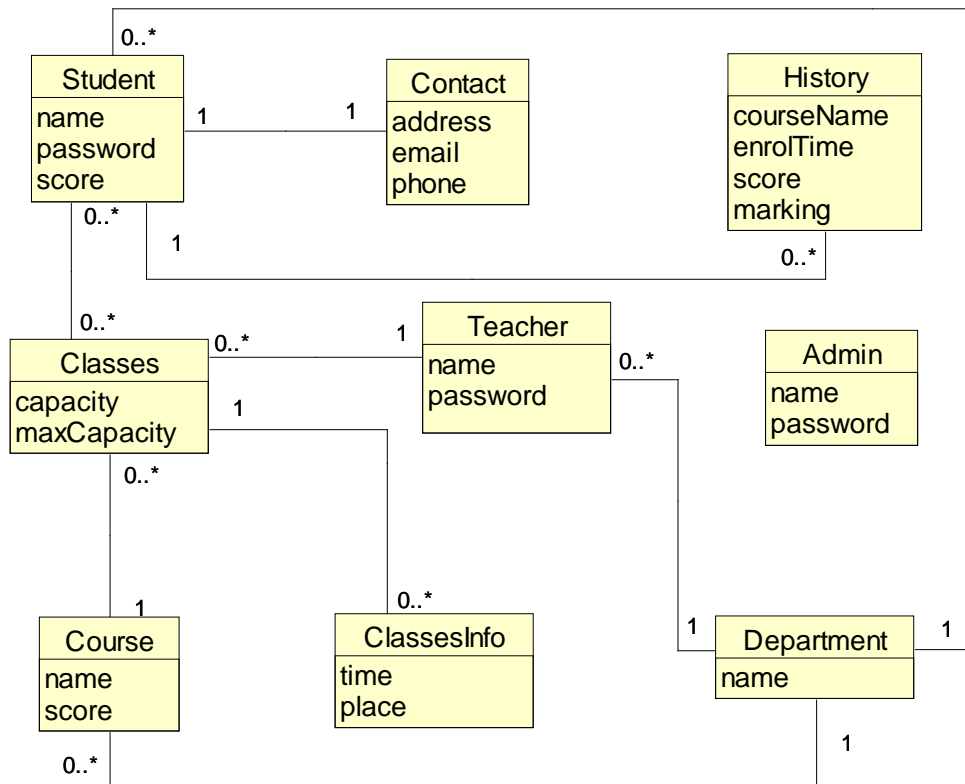 0..*
Student
name
password
score
1
1
Contact
address
email
phone
History
courseName
enrolTime
score
marking
0..*
1
0..*
0..*
Classes
capacity
maxCapacity
0..*
1
Teacher
name
password
0..*
Admin
name
password
1
0..*
1
Course
name
score
0..*
0..*
ClassesInfo
time
place
1
Department
name
1
1